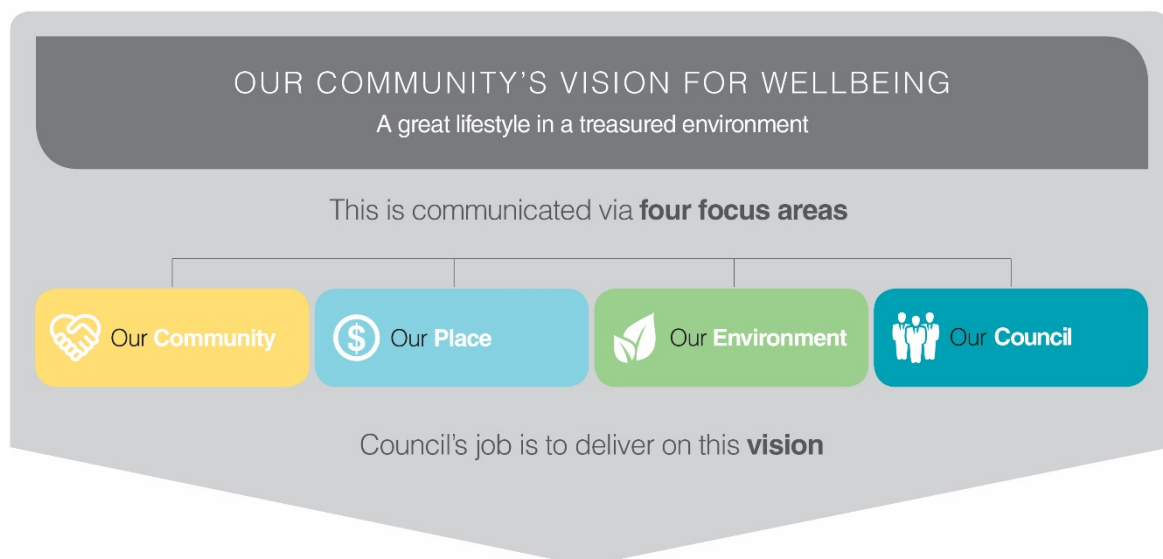 OUR COMMUNITY’S VISION FOR WELLBEING
A great lifestyle in a treasured environment
This is communicated via four focus areas
Our Community
$ Our Place
Our Environment
Our Council
Council’s job is to deliver on this vision